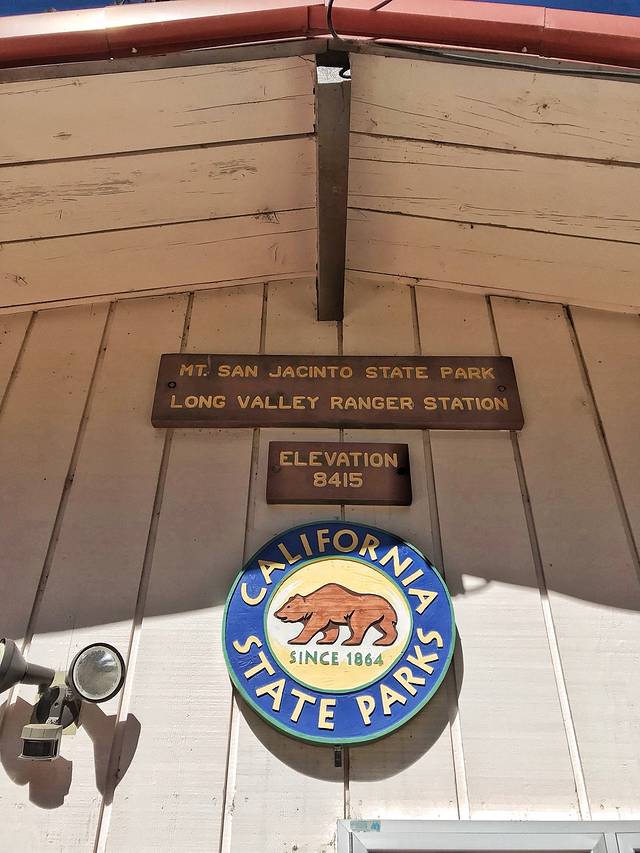 MT. SAN JACINTO STATE PARK
LONG VALLEY RANGER STATION
ELEVATION
8415
CALIFORNIA
SINCE 1864
STATE PARKS